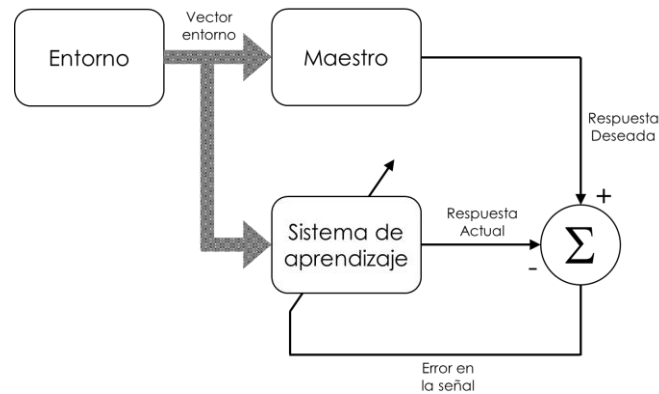 Vector
entorno
Entorno
Maestro
Respuesta
Deseada
+
Sistema de
aprendizaje
Respuesta
Actual
-
Σ
Error en
la señal